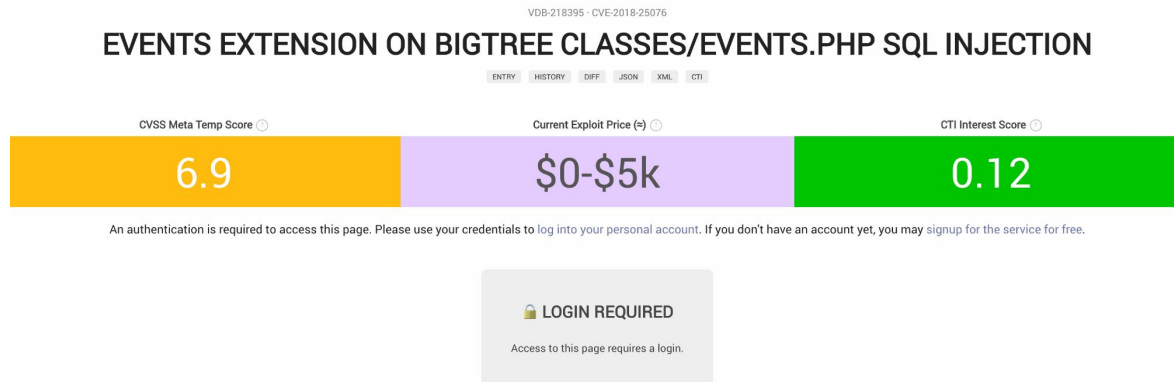 VDB-218395 · CVE-2018-25076
EVENTS EXTENSION ON BIGTREE CLASSES/EVENTS.PHP SQL INJECTION
ENTRY HISTORY DIFF JSON XML CTI
CVSS Meta Temp Score
Current Exploit Price (≈)
CTI Interest Score
6.9
$0-$5k
0.12
An authentication is required to access this page. Please use your credentials to log into your personal account. If you don't have an account yet, you may signup for the service for free.
🔒 LOGIN REQUIRED
Access to this page requires a login.